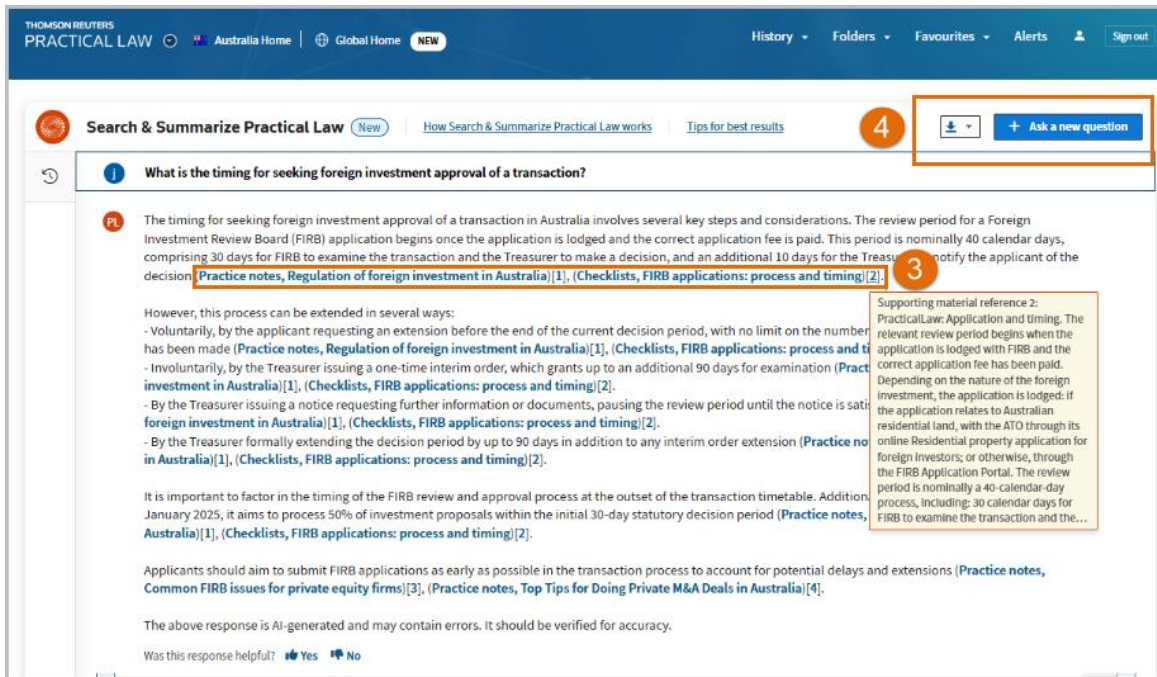 THOMSON REUTERS
PRACTICAL LAW Australia Home Global Home NEW History Folders Favourites Alerts Sign out
Search & Summarize Practical Law New How Search & Summarize Practical Law works Tips for best results 4 + Ask a new question
j What is the timing for seeking foreign investment approval of a transaction?
PL The timing for seeking foreign investment approval of a transaction in Australia involves several key steps and considerations. The review period for a Foreign
Investment Review Board (FIRB) application begins once the application is lodged and the correct application fee is paid. This period is nominally 40 calendar days,
comprising 30 days for FIRB to examine the transaction and the Treasurer to make a decision, and an additional 10 days for the Treasu notify the applicant of the
decision (Practice notes, Regulation of foreign investment in Australia)[1], (Checklists, FIRB applications: process and timing)[2].
3
However, this process can be extended in several ways:
- Voluntarily, by the applicant requesting an extension before the end of the current decision period, with no limit on the number
has been made (Practice notes, Regulation of foreign investment in Australia)[1], (Checklists, FIRB applications: process and ti
- Involuntarily, by the Treasurer issuing a one-time interim order, which grants up to an additional 90 days for examination (Pract
investment in Australia)[1], (Checklists, FIRB applications: process and timing)[2].
- By the Treasurer issuing a notice requesting further information or documents, pausing the review period until the notice is sati
foreign investment in Australia)[1], (Checklists, FIRB applications: process and timing)[2].
- By the Treasurer formally extending the decision period by up to 90 days in addition to any interim order extension (Practice no
in Australia)[1], (Checklists, FIRB applications: process and timing)[2].
It is important to factor in the timing of the FIRB review and approval process at the outset of the transaction timetable. Addition
January 2025, it aims to process 50% of investment proposals within the initial 30-day statutory decision period (Practice notes,
Australia)[1], (Checklists, FIRB applications: process and timing)[2].
Applicants should aim to submit FIRB applications as early as possible in the transaction process to account for potential delays and extensions (Practice notes,
Common FIRB issues for private equity firms)[3], (Practice notes, Top Tips for Doing Private M&A Deals in Australia)[4].
The above response is AI-generated and may contain errors. It should be verified for accuracy.
Was this response helpful? Yes No
Supporting material reference 2:
PracticalLaw: Application and timing. The
relevant review period begins when the
application is lodged with FIRB and the
correct application fee has been paid.
Depending on the nature of the foreign
investment, the application is lodged: if
the application relates to Australian
residential land, with the ATO through its
online Residential property application for
foreign investors; or otherwise, through
the FIRB Application Portal. The review
period is nominally a 40-calendar-day
process, including: 30 calendar days for
FIRB to examine the transaction and the...